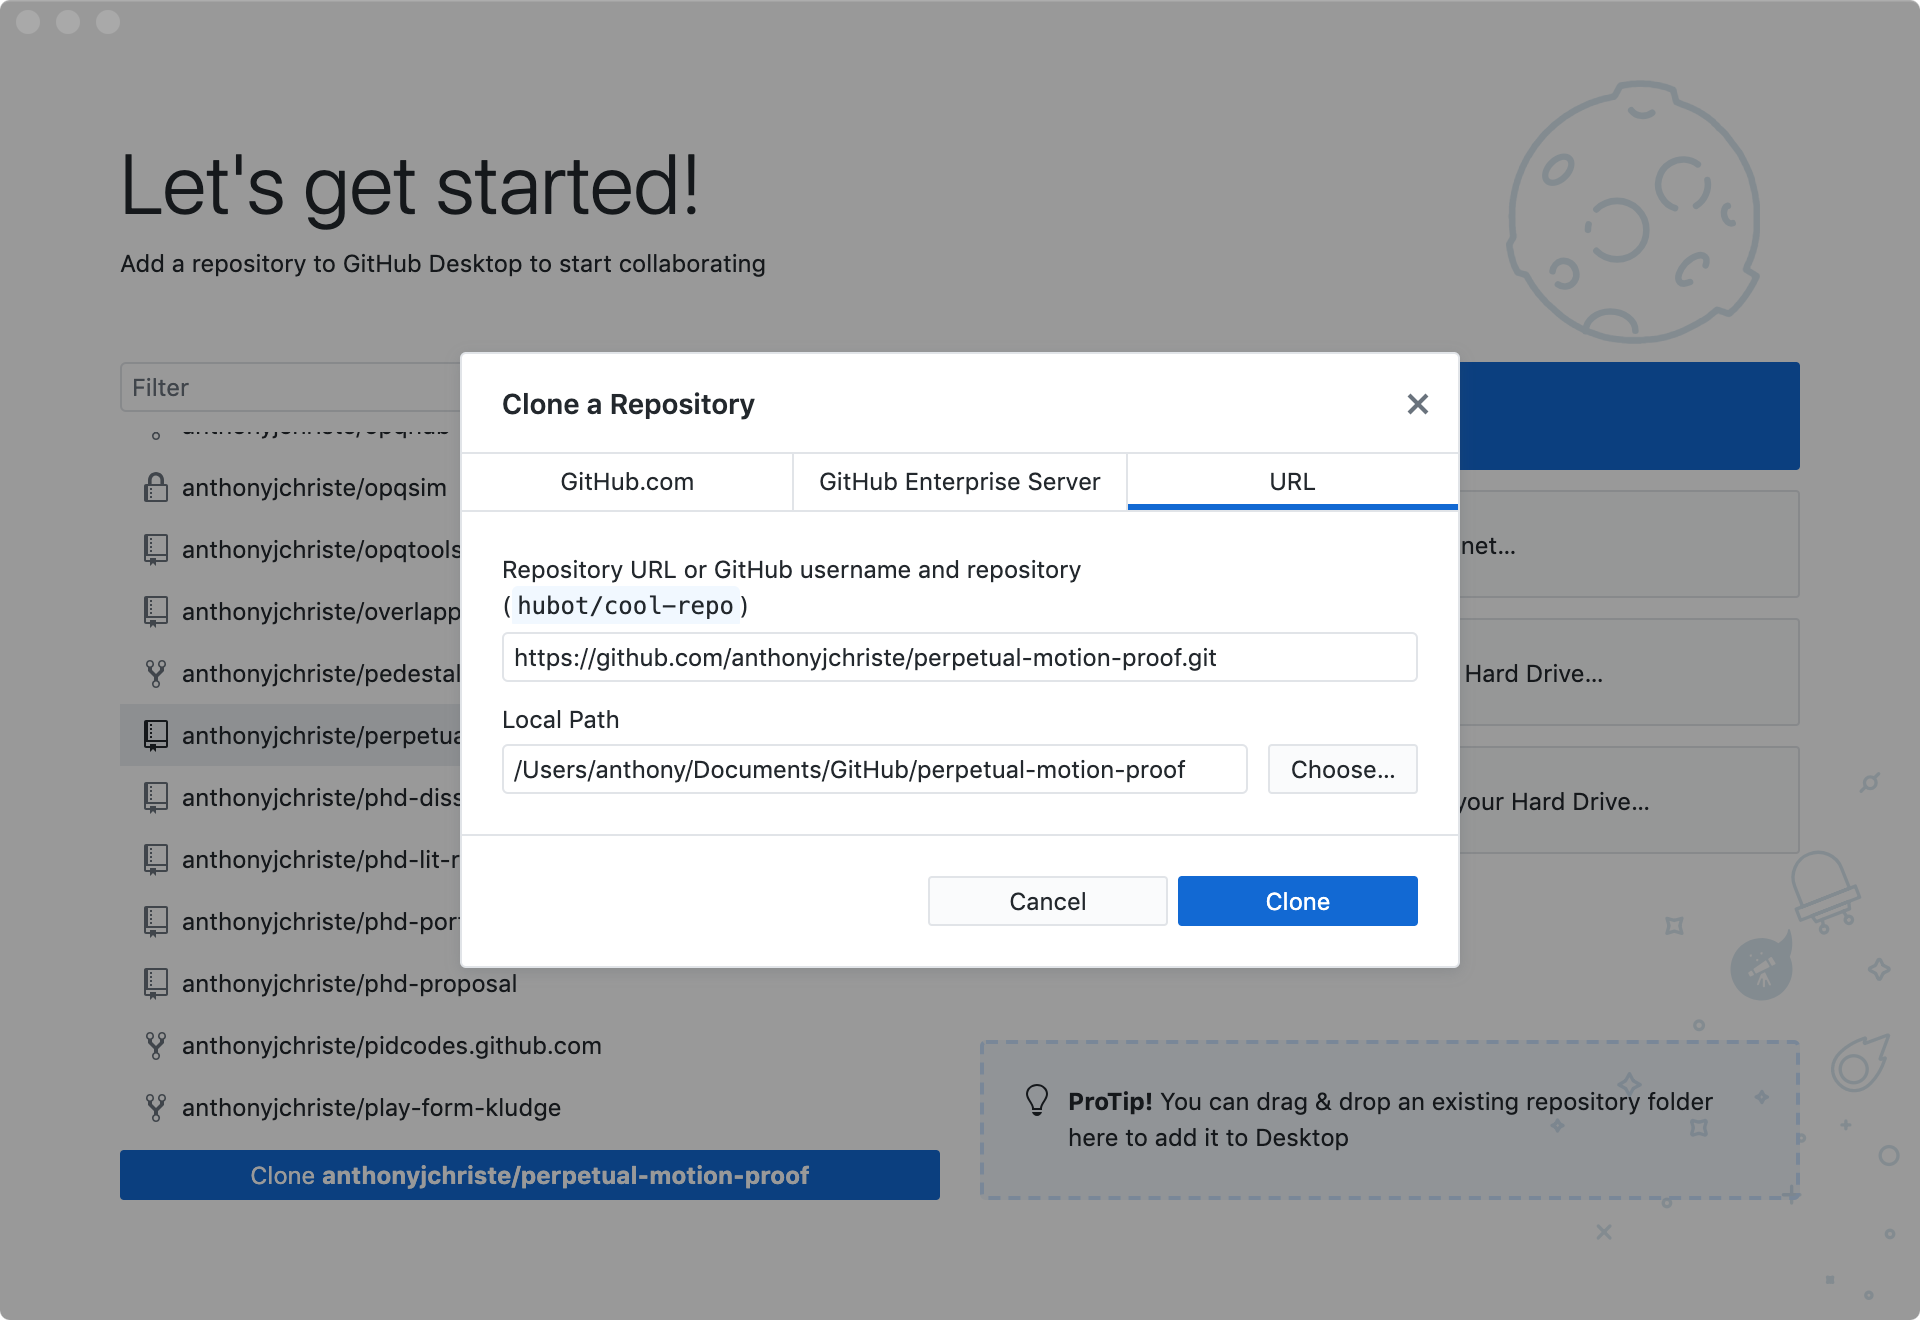 Let's get started!
Add a repository to GitHub Desktop to start collaborating
Filter
anthonyjchriste/opqhub
anthonyjchriste/opqsim
anthonyjchriste/opqtools
anthonyjchriste/overlapp
anthonyjchriste/pedestal
anthonyjchriste/perpetua
anthonyjchriste/phd-diss
anthonyjchriste/phd-lit-r
anthonyjchriste/phd-por
anthonyjchriste/phd-proposal
anthonyjchriste/pidcodes.github.com
anthonyjchriste/play-form-kludge
Clone anthonyjchriste/perpetual-motion-proof
Clone a Repository
GitHub.com
GitHub Enterprise Server
URL
Repository URL or GitHub username and repository
(hubot/cool-repo)
https://github.com/anthonyjchriste/perpetual-motion-proof.git
Local Path
/Users/anthony/Documents/GitHub/perpetual-motion-proof
Choose...
Cancel
Clone
net...
Hard Drive...
your Hard Drive...
ProTip! You can drag & drop an existing repository folder
here to add it to Desktop